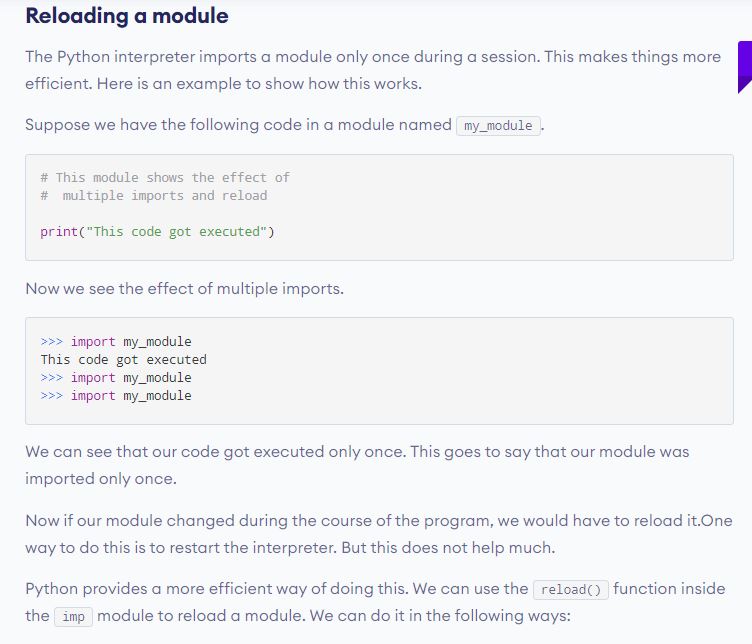 Reloading a module
The Python interpreter imports a module only once during a session. This makes things more
efficient. Here is an example to show how this works.
Suppose we have the following code in a module named my_module.
# This module shows the effect of
#  multiple imports and reload
print("This code got executed")
Now we see the effect of multiple imports.
>>> import my_module
This code got executed
>>> import my_module
>>> import my_module
We can see that our code got executed only once. This goes to say that our module was
imported only once.
Now if our module changed during the course of the program, we would have to reload it.One
way to do this is to restart the interpreter. But this does not help much.
Python provides a more efficient way of doing this. We can use the reload() function inside
the imp module to reload a module. We can do it in the following ways: